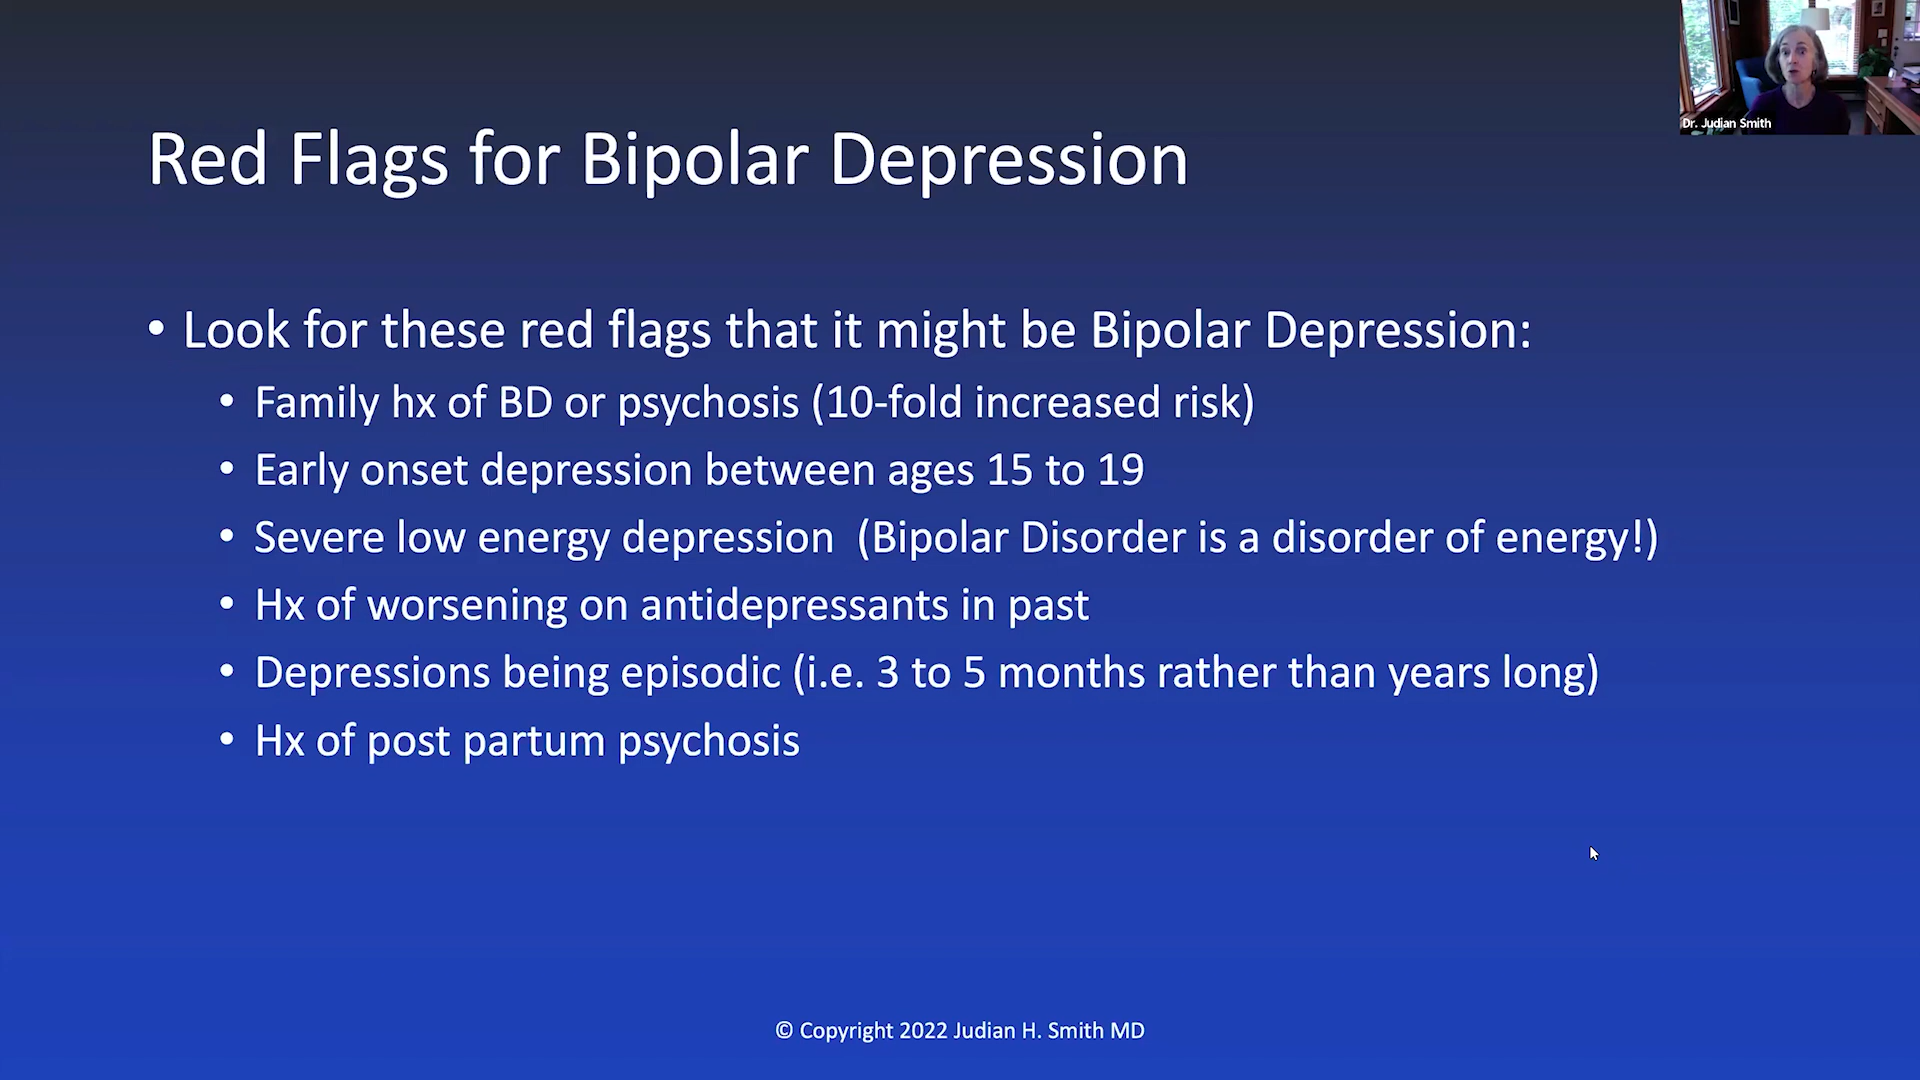 Dr. Judian Smith
Red Flags for Bipolar Depression
• Look for these red flags that it might be Bipolar Depression:
• Family hx of BD or psychosis (10-fold increased risk)
• Early onset depression between ages 15 to 19
• Severe low energy depression  (Bipolar Disorder is a disorder of energy!)
• Hx of worsening on antidepressants in past
• Depressions being episodic (i.e. 3 to 5 months rather than years long)
• Hx of post partum psychosis
© Copyright 2022 Judian H. Smith MD